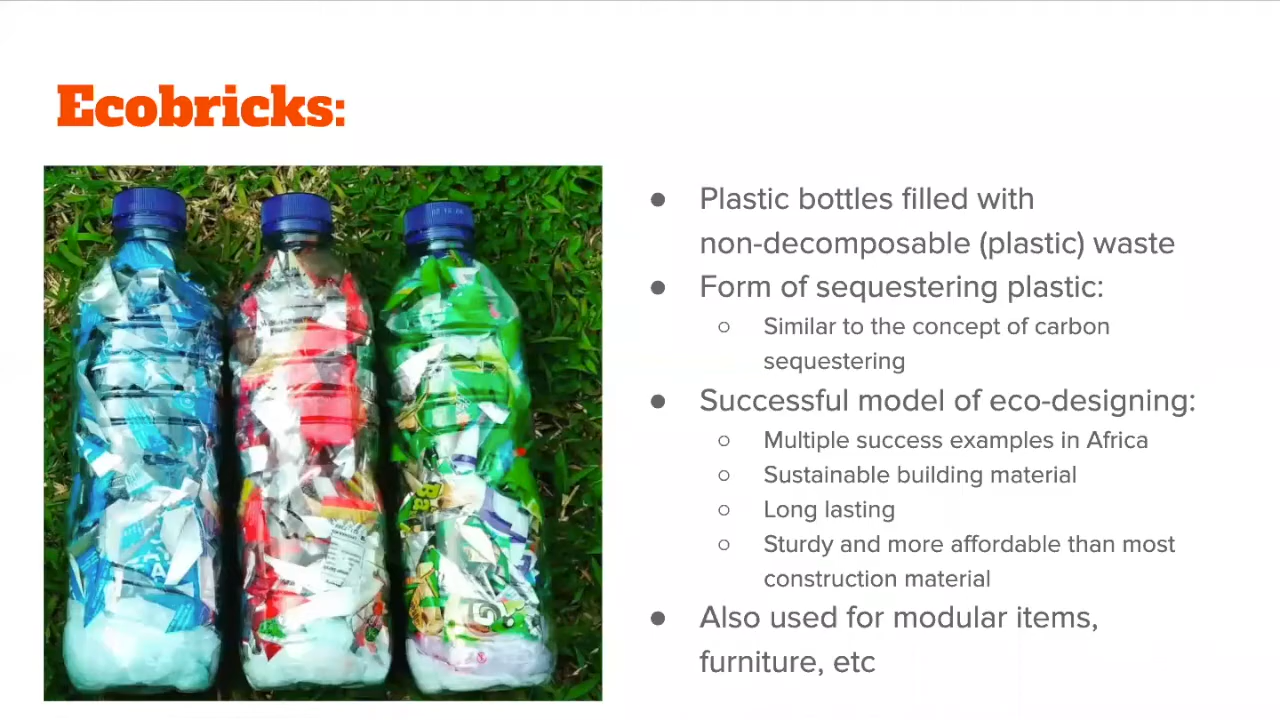 Ecobricks:
● Plastic bottles filled with
non-decomposable (plastic) waste
● Form of sequestering plastic:
○ Similar to the concept of carbon
sequestering
● Successful model of eco-designing:
○ Multiple success examples in Africa
○ Sustainable building material
○ Long lasting
○ Sturdy and more affordable than most
construction material
● Also used for modular items,
furniture, etc